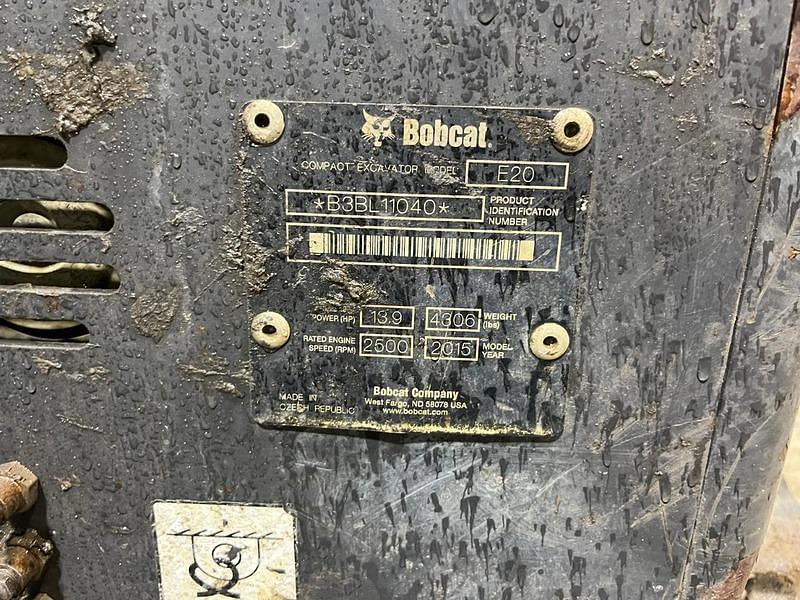 Bobcat.
COMPACT EXCAVATOR MODEL E20
*B3BL11040* PRODUCT
IDENTIFICATION
NUMBER
POWER (HP) 13.9 4306 WEIGHT
(lbs)
RATED ENGINE
SPEED (RPM) 2500 2015 MODEL
YEAR
MADE IN
CZECH REPUBLIC
Bobcat Company
West Fargo, ND 58078 USA
www.bobcat.com